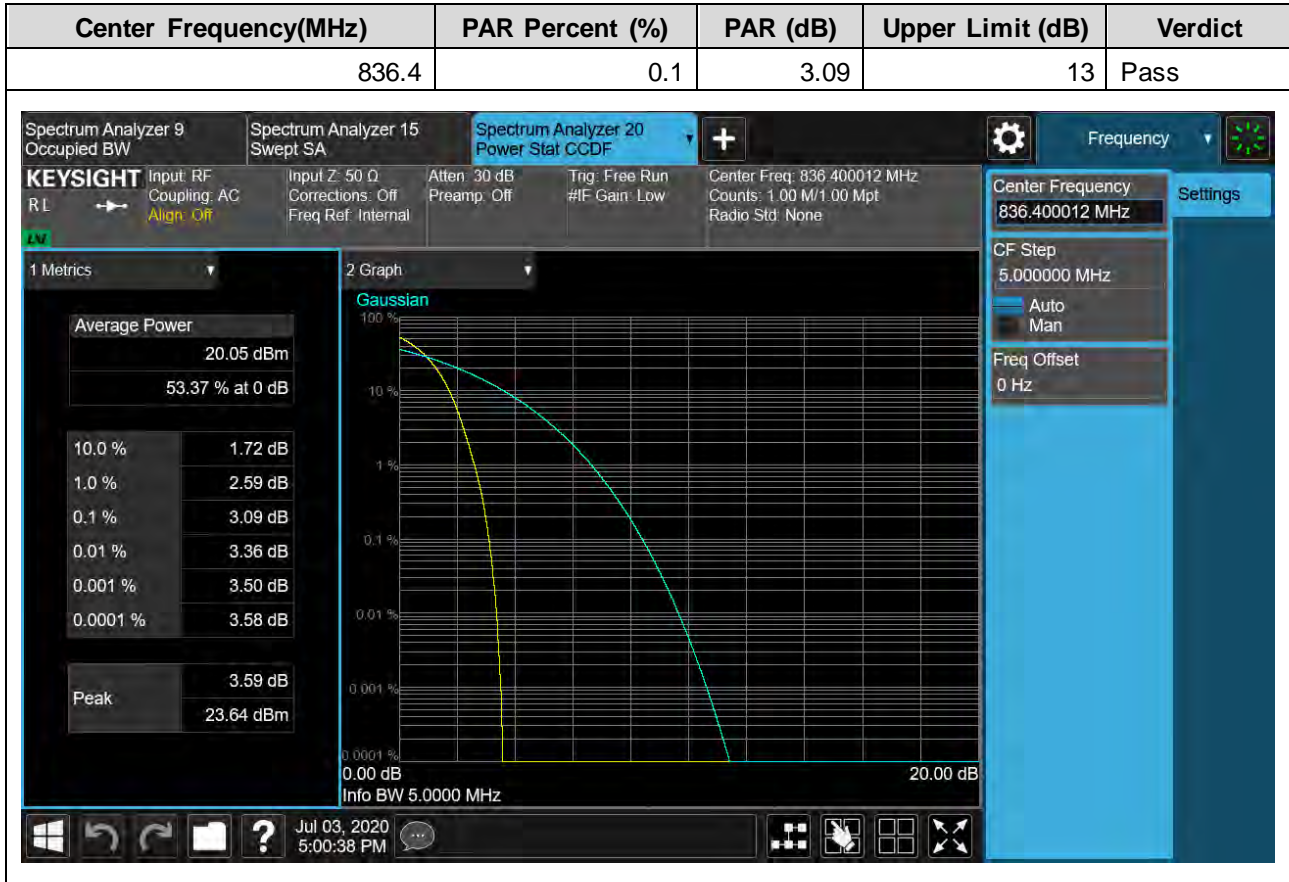 Center Frequency(MHz) PAR Percent (%) PAR (dB) Upper Limit (dB) Verdict
836.4 0.1 3.09 13 Pass
Spectrum Analyzer 9 Spectrum Analyzer 15 Spectrum Analyzer 20
Occupied BW Swept SA Power Stat CCDF + Frequency
KEYSIGHT Input: RF Input Z: 50 Ω Atten: 30 dB Trig: Free Run Center Freq: 836.400012 MHz
RL Coupling: AC Corrections: Off Preamp: Off #IF Gain: Low Counts: 1.00 M/1.00 Mpt
Align: Off Freq Ref: Internal Radio Std: None
Center Frequency Settings
836.400012 MHz
CF Step
5.000000 MHz
Auto
Man
Freq Offset
0 Hz
1 Metrics 2 Graph
Gaussian
Average Power
20.05 dBm
53.37 % at 0 dB
10.0 % 1.72 dB
1.0 % 2.59 dB
0.1 % 3.09 dB
0.01 % 3.36 dB
0.001 % 3.50 dB
0.0001 % 3.58 dB
Peak 3.59 dB
23.64 dBm
100 %
10 %
1 %
0.1 %
0.01 %
0.001 %
0.0001 %
0.00 dB 20.00 dB
Info BW 5.0000 MHz
? Jul 03, 2020
5:00:38 PM